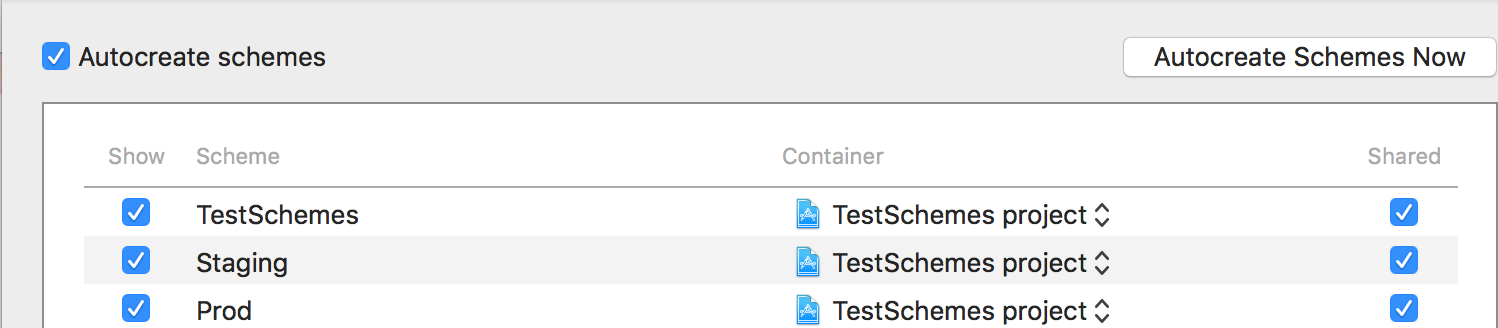 Autocreate schemes Autocreate Schemes Now
Show Scheme Container Shared
TestSchemes TestSchemes project
Staging TestSchemes project
Prod TestSchemes project